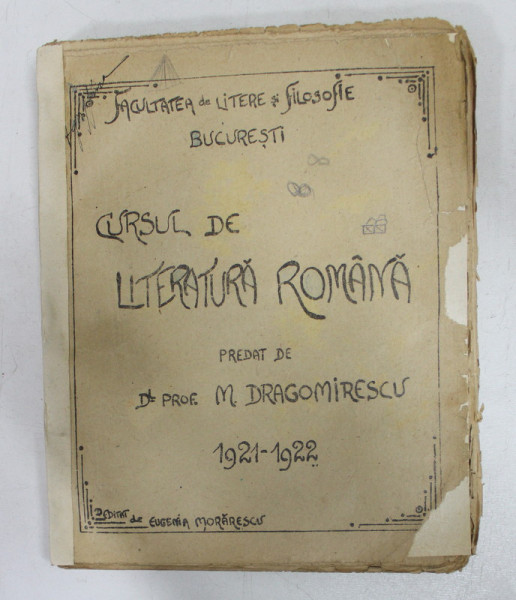 Facultatea de Litere și Filosofie
București
Cursul de
Literatură Română
predat de
Dl Prof. M. Dragomirescu
1921-1922
Editat de Eugenia Morărescu